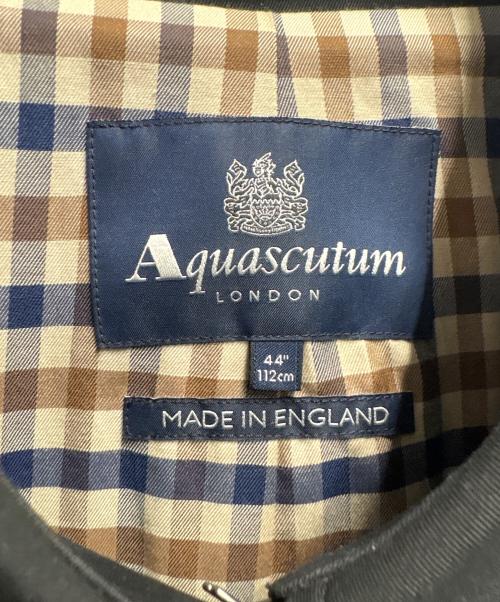 Aquascutum
LONDON
44"
112cm
MADE IN ENGLAND